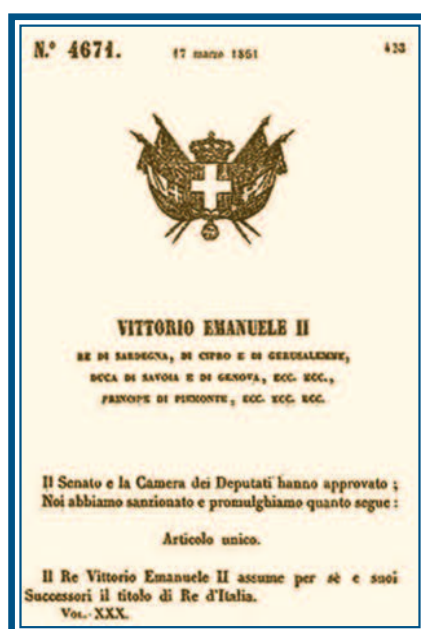 N.º 4671. 17 marzo 1861 433
VITTORIO EMANUELE II
RE DI SARDEGNA, DI CIPRO E DI GERUSALEMME,
DUCA DI SAVOIA E DI GENOVA, ECC. ECC.,
PRINCIPE DI PIEMONTE, ECC. ECC. ECC.
Il Senato e la Camera dei Deputati hanno approvato ;
Noi abbiamo sanzionato e promulghiamo quanto segue :
Articolo unico.
Il Re Vittorio Emanuele II assume per sè e suoi
Successori il titolo di Re d'Italia.
Vol. XXX.